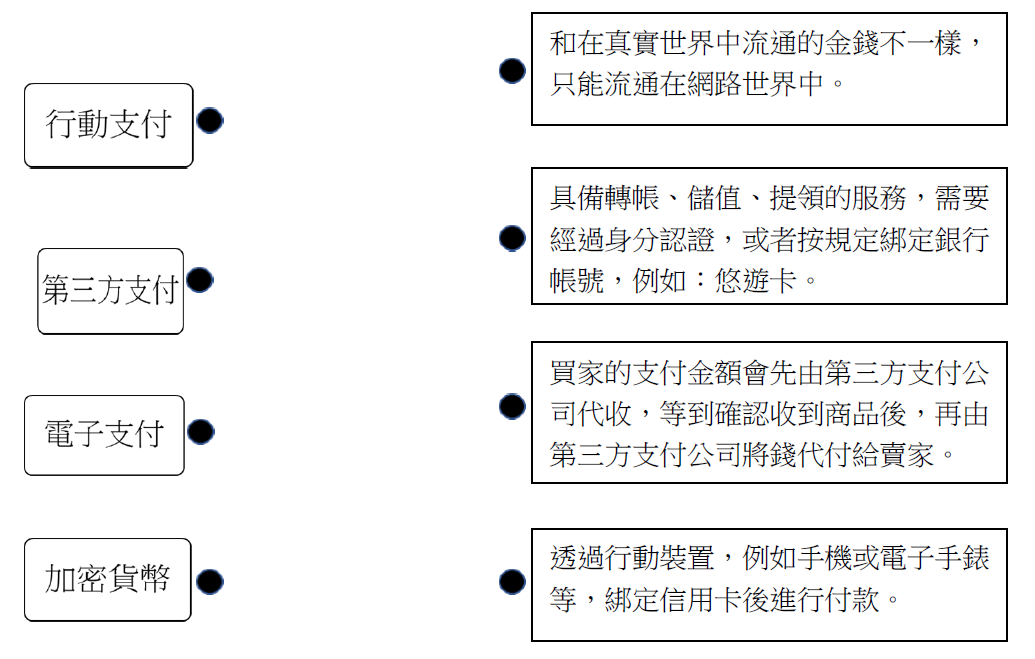 行動支付
第三方支付
電子支付
加密貨幣
和在真實世界中流通的金錢不一樣，
只能流通在網路世界中。
具備轉帳、儲值、提領的服務，需要
經過身分認證，或者按規定綁定銀行
帳號，例如：悠遊卡。
買家的支付金額會先由第三方支付公
司代收，等到確認收到商品後，再由
第三方支付公司將錢代付給賣家。
透過行動裝置，例如手機或電子手錶
等，綁定信用卡後進行付款。